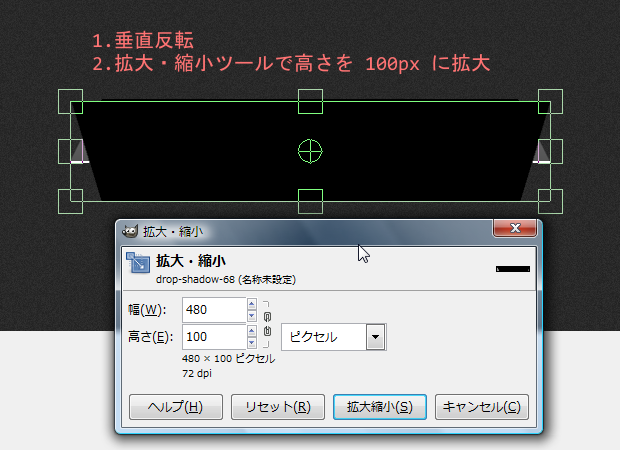 1.垂直反転
2.拡大・縮小ツールで高さを 100px に拡大
拡大・縮小
拡大・縮小
drop-shadow-68 (名称未設定)
幅(W): 480
高さ(E): 100 ピクセル
480 × 100 ピクセル
72 dpi
ヘルプ(H) リセット(R) 拡大縮小(S) キャンセル(C)